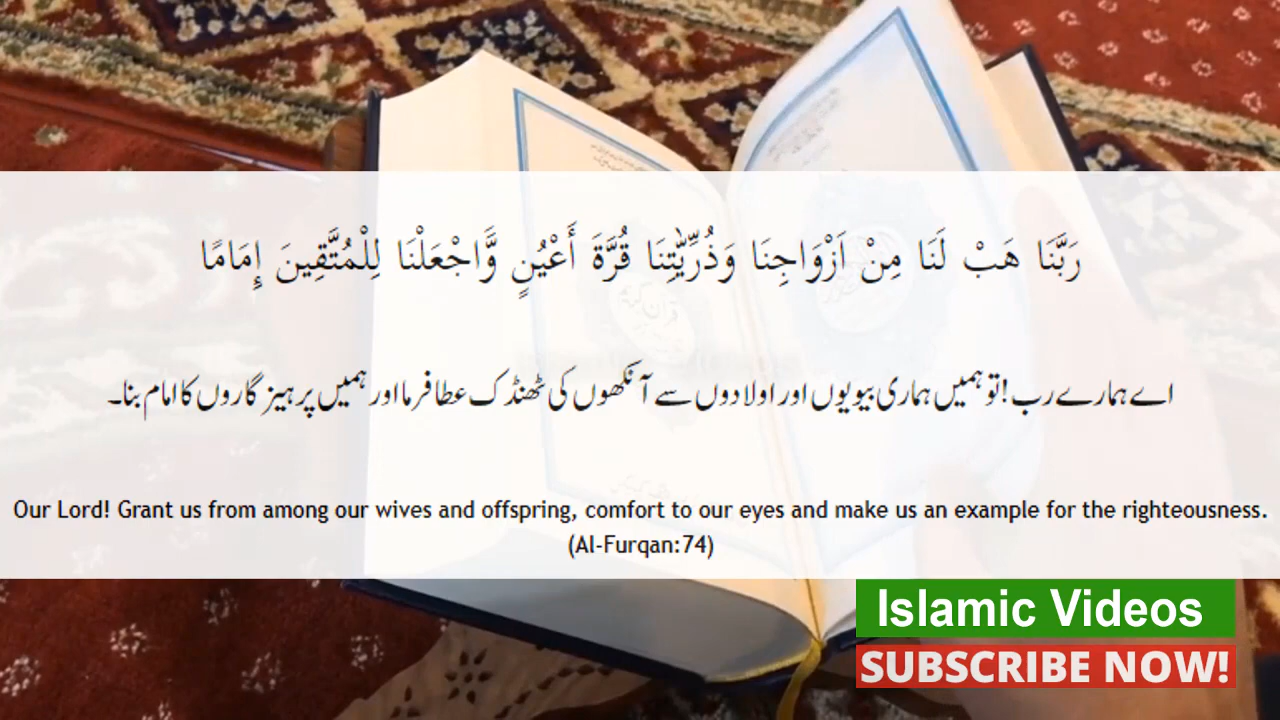 رَبَّنَا هَبْ لَنَا مِنْ اَزْوَاجِنَا وَذُرِّيّٰتِنَا قُرَّةَ أَعْيُنٍ وَّاجْعَلْنَا لِلْمُتَّقِينَ إِمَامًا
اے ہمارے رب! تو ہمیں ہماری بیویوں اور اولادوں سے آنکھوں کی ٹھنڈک عطا فرما اور ہمیں پرہیز گاروں کا امام بنا۔
Our Lord! Grant us from among our wives and offspring, comfort to our eyes and make us an example for the righteousness.
(Al-Furqan:74)
Islamic Videos
SUBSCRIBE NOW!